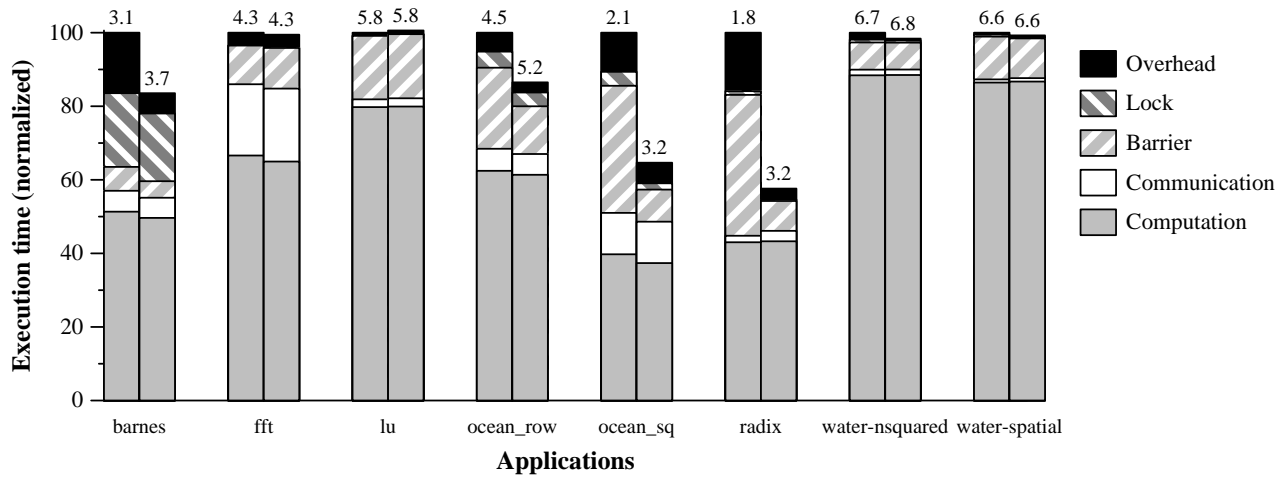 3.1 4.3 4.3 5.8 5.8 4.5 2.1 1.8 6.7 6.8 6.6 6.6
3.7 5.2 3.2 3.2
100
80
60
40
20
0
Execution time (normalized)
Overhead
Lock
Barrier
Communication
Computation
barnes fft lu ocean_row ocean_sq radix water-nsquared water-spatial
Applications